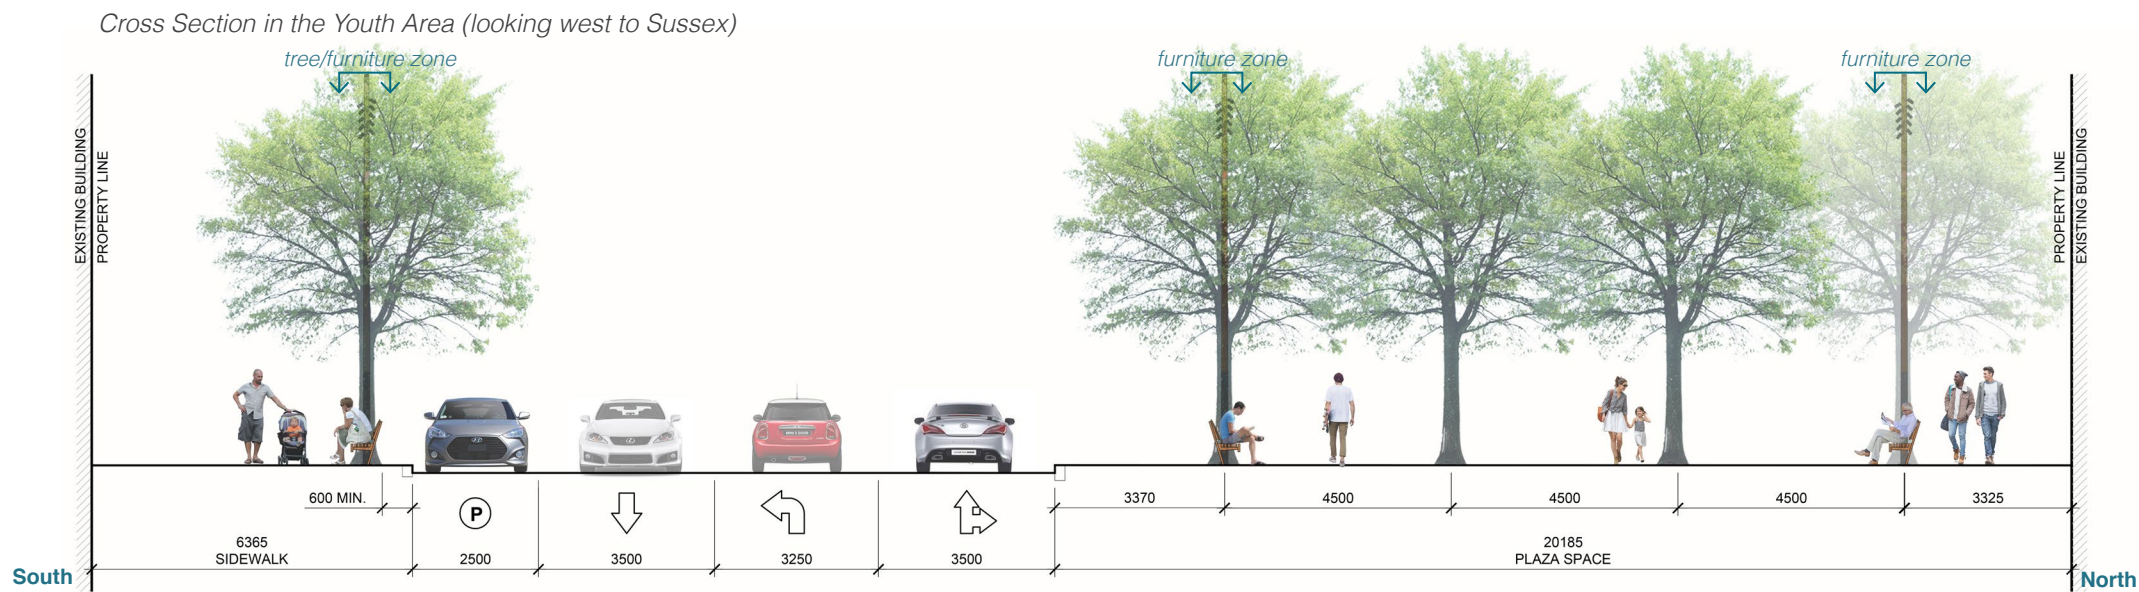 Cross Section in the Youth Area (looking west to Sussex)
tree/furniture zone
furniture zone
furniture zone
EXISTING BUILDING
PROPERTY LINE
PROPERTY LINE
EXISTING BUILDING
600 MIN.
P
3370
4500
4500
4500
3325
6365
SIDEWALK
2500
3500
3250
3500
20185
PLAZA SPACE
South
North